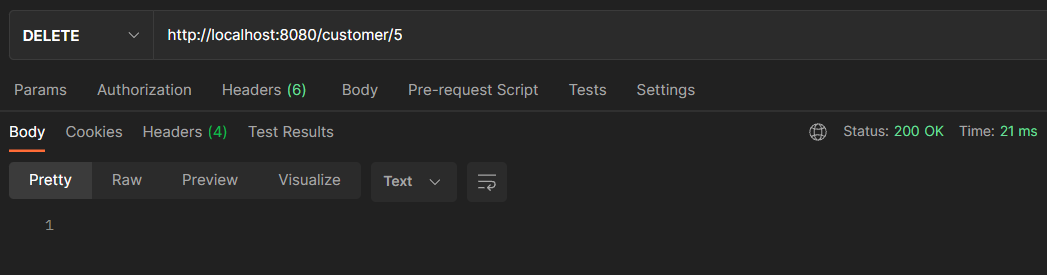 DELETE http://localhost:8080/customer/5
Params Authorization Headers (6) Body Pre-request Script Tests Settings
Body Cookies Headers (4) Test Results Status: 200 OK Time: 21 ms
Pretty Raw Preview Visualize Text
1